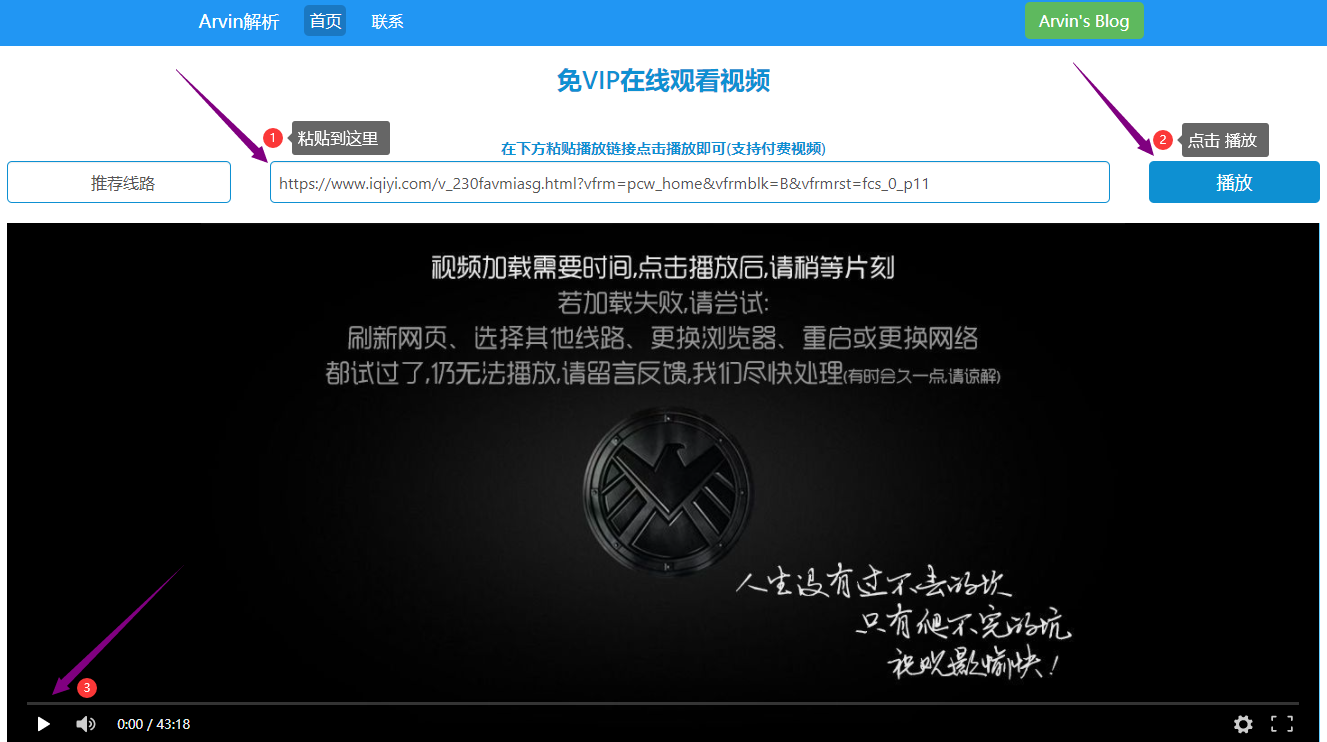 Arvin解析 首页 联系 Arvin's Blog
免VIP在线观看视频
1 粘贴到这里
2 点击 播放
在下方粘贴播放链接点击播放即可(支持付费视频)
推荐线路 https://www.iqiyi.com/v_230favmiasg.html?vfrm=pcw_home&vfrmblk=B&vfrmrst=fcs_0_p11 播放
视频加载需要时间,点击播放后,请稍等片刻
若加载失败,请尝试:
刷新网页、选择其他线路、更换浏览器、重启或更换网络
都试过了,仍无法播放,请留言反馈,我们尽快处理(有时会久一点,请谅解)
人生没有过不去的坎
只有爬不完的坑
祝观影愉快!
3
0:00 / 43:18